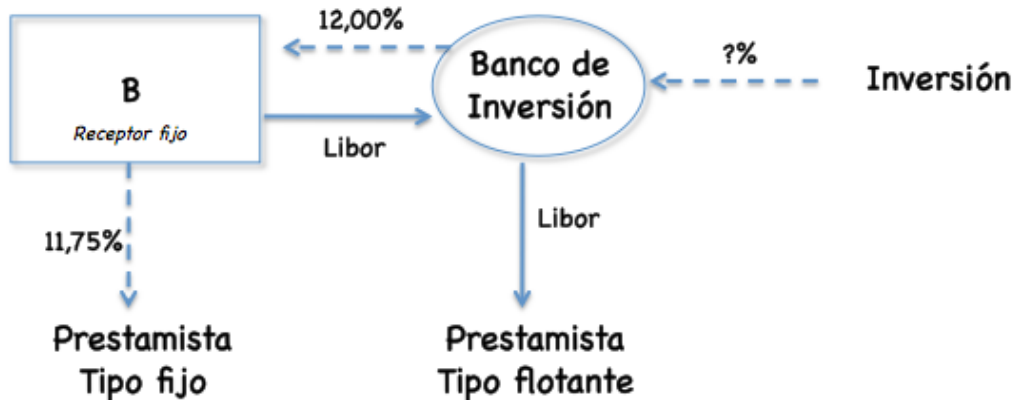 12,00%
B
Receptor fijo
Banco de
Inversión
?%
Inversión
Libor
11,75%
Libor
Prestamista
Tipo fijo
Prestamista
Tipo flotante